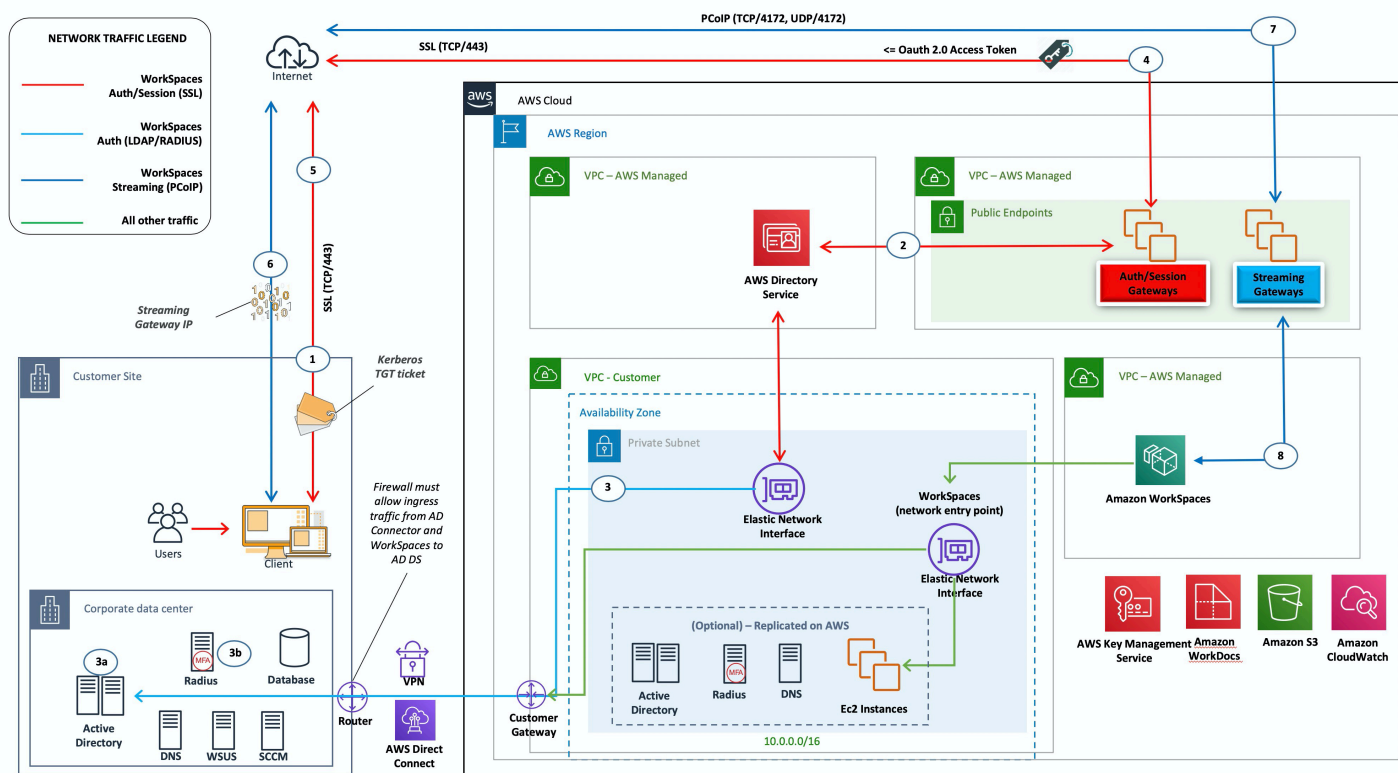 PCoIP (TCP/4172, UDP/4172)
7
NETWORK TRAFFIC LEGEND
WorkSpaces
Auth/Session (SSL)
WorkSpaces
Auth (LDAP/RADIUS)
WorkSpaces
Streaming (PCoIP)
All other traffic
Internet
SSL (TCP/443)
<= Oauth 2.0 Access Token
4
aws
AWS Cloud
AWS Region
VPC – AWS Managed
VPC – AWS Managed
Public Endpoints
5
2
AWS Directory
Service
Auth/Session
Gateways
Streaming
Gateways
6
SSL (TCP/443)
Streaming
Gateway IP
1
Kerberos
TGT ticket
Customer Site
VPC - Customer
VPC – AWS Managed
Availability Zone
Private Subnet
3
Elastic Network
Interface
WorkSpaces
(network entry point)
8
Amazon WorkSpaces
Firewall must
allow ingress
traffic from AD
Connector and
WorkSpaces to
AD DS
Users
Client
Elastic Network
Interface
Corporate data center
3a
MFA
3b
Radius
Database
Active
Directory
DNS
WSUS
SCCM
Router
VPN
AWS Direct
Connect
Customer
Gateway
(Optional) – Replicated on AWS
MFA
Active
Directory
Radius
DNS
Ec2 Instances
10.0.0.0/16
AWS Key Management
Service
Amazon
WorkDocs
Amazon S3
Amazon
CloudWatch